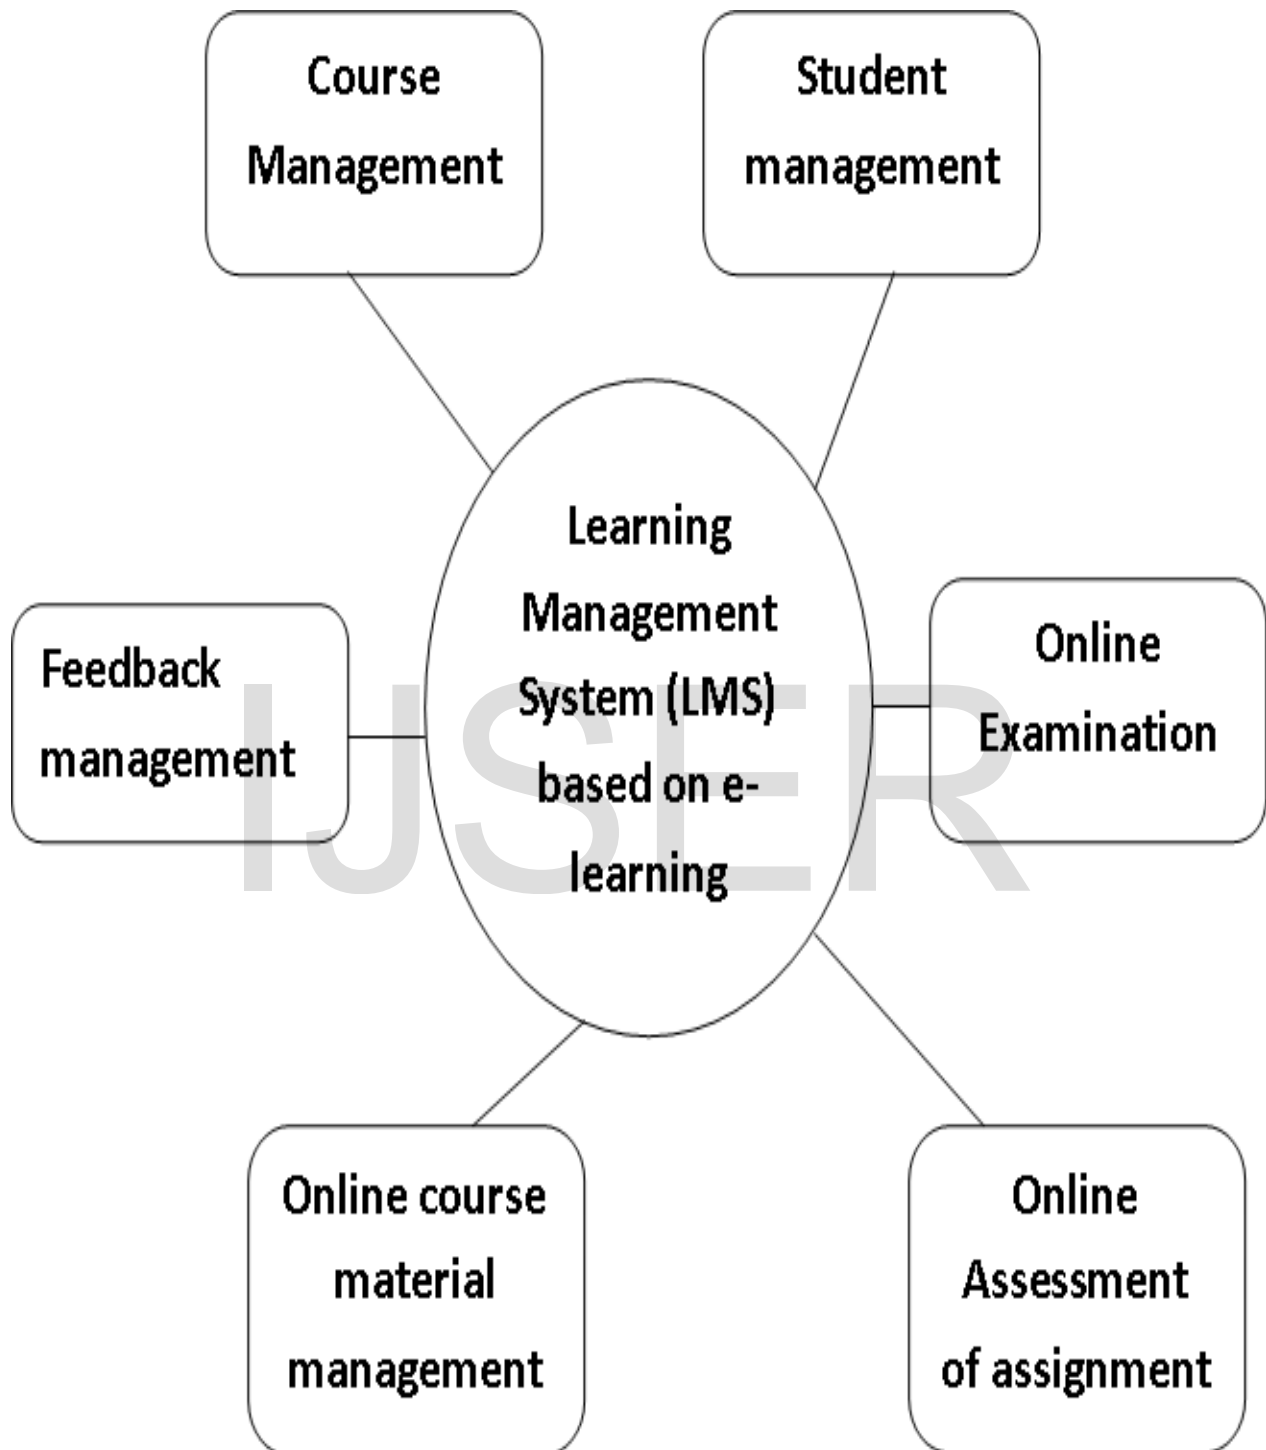 Course
Management
Student
management
Learning
Management
System (LMS)
based on e-
learning
Feedback
management
Online
Examination
IJSER
Online course
material
management
Online
Assessment
of assignment